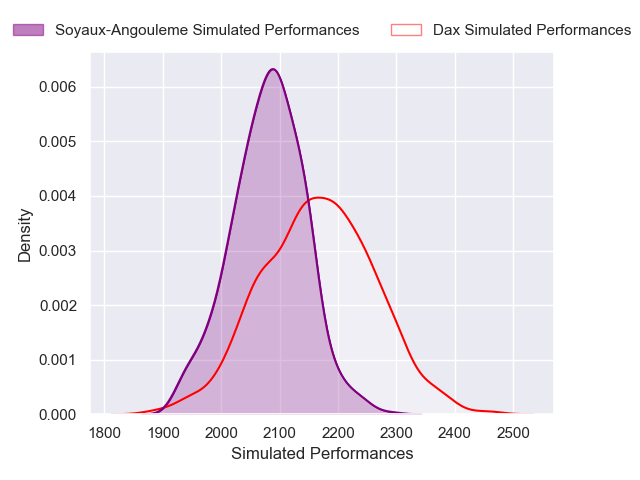 Soyaux-Angouleme Simulated Performances
Dax Simulated Performances
0.006
0.005
0.004
0.003
0.002
0.001
0.000
Density
1800 1900 2000 2100 2200 2300 2400 2500
Simulated Performances